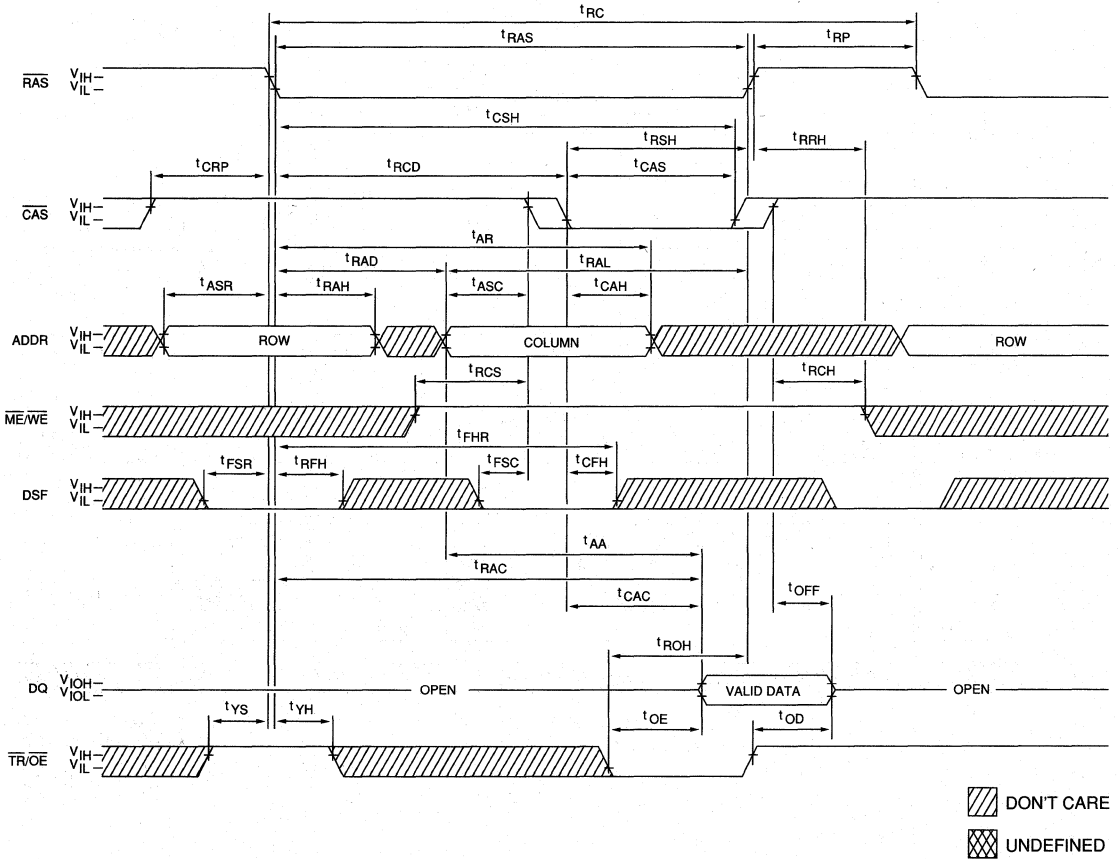 tRC
tRAS tRP
RAS VIH VIL
tCSH
tRSH tRRH
tCRP tRCD tCAS
CAS VIH VIL
tAR
tRAD tRAL
tASR tRAH tASC tCAH
ADDR VIH VIL ROW COLUMN ROW
tRCS tRCH
ME/WE VIH VIL
tFHR
tFSR tRFH tFSC tCFH
DSF VIH VIL
tAA
tRAC
tCAC tOFF
tROH
DQ VIOH VIOL OPEN VALID DATA OPEN
tYS tYH tOE tOD
TR/OE VIH VIL
DON'T CARE
UNDEFINED